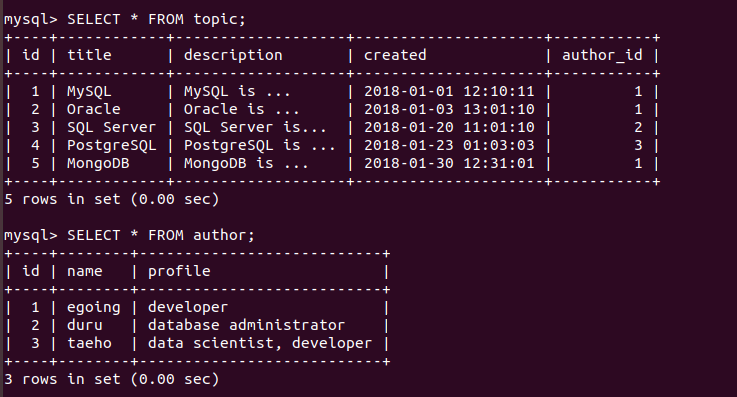 mysql> SELECT * FROM topic;
+----+------------+-------------------+---------------------+-----------+
| id | title      | description       | created             | author_id |
+----+------------+-------------------+---------------------+-----------+
|  1 | MySQL      | MySQL is ...      | 2018-01-01 12:10:11 |         1 |
|  2 | Oracle     | Oracle is ...     | 2018-01-03 13:01:10 |         1 |
|  3 | SQL Server | SQL Server is...  | 2018-01-20 11:01:10 |         2 |
|  4 | PostgreSQL | PostgreSQL is ... | 2018-01-23 01:03:03 |         3 |
|  5 | MongoDB    | MongoDB is ...    | 2018-01-30 12:31:01 |         1 |
+----+------------+-------------------+---------------------+-----------+
5 rows in set (0.00 sec)
mysql> SELECT * FROM author;
+----+--------+---------------------------+
| id | name   | profile                   |
+----+--------+---------------------------+
|  1 | egoing | developer                 |
|  2 | duru   | database administrator    |
|  3 | taeho  | data scientist, developer |
+----+--------+---------------------------+
3 rows in set (0.00 sec)